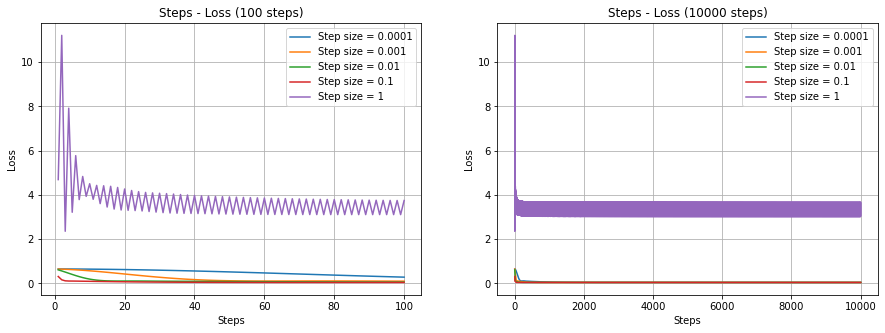 Steps - Loss (100 steps)
Loss
10
8
6
4
2
0
0 20 40 60 80 100
Steps
Step size = 0.0001
Step size = 0.001
Step size = 0.01
Step size = 0.1
Step size = 1
Steps - Loss (10000 steps)
Loss
10
8
6
4
2
0
0 2000 4000 6000 8000 10000
Steps
Step size = 0.0001
Step size = 0.001
Step size = 0.01
Step size = 0.1
Step size = 1